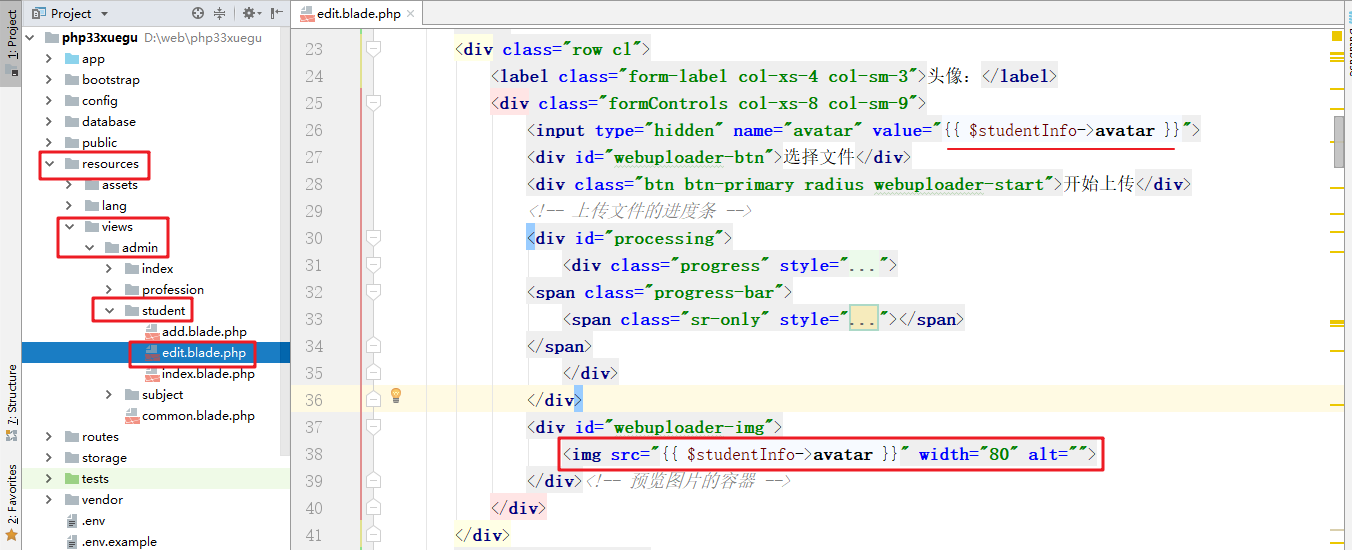 1: Project
7: Structure
2: Favorites
Project
php33xuegu D:\web\php33xuegu
app
bootstrap
config
database
public
resources
assets
lang
views
admin
index
profession
student
add.blade.php
edit.blade.php
index.blade.php
subject
common.blade.php
routes
storage
tests
vendor
.env
.env.example
edit.blade.php
23 <div class="row cl">
24 <label class="form-label col-xs-4 col-sm-3">头像：</label>
25 <div class="formControls col-xs-8 col-sm-9">
26 <input type="hidden" name="avatar" value="{{ $studentInfo->avatar }}">
27 <div id="webuploader-btn">选择文件</div>
28 <div class="btn btn-primary radius webuploader-start">开始上传</div>
29 <!-- 上传文件的进度条 -->
30 <div id="processing">
31 <div class="progress" style="...">
32 <span class="progress-bar">
33 <span class="sr-only" style="..."></span>
34 </span>
35 </div>
36 </div>
37 <div id="webuploader-img">
38 <img src="{{ $studentInfo->avatar }}" width="80" alt="">
39 </div><!-- 预览图片的容器 -->
40 </div>
41 </div>